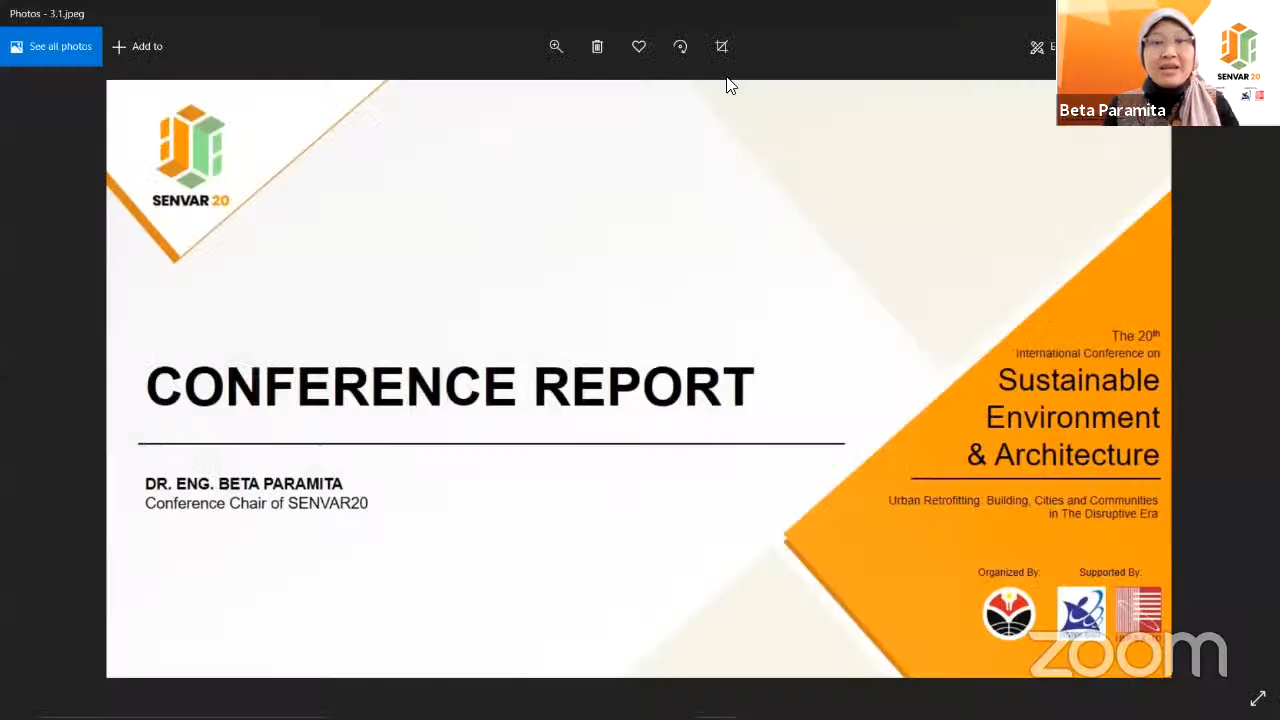 Photos - 3.1.jpeg
See all photos
Add to
SENVAR 20
Beta Paramita
SENVAR 20
CONFERENCE REPORT
DR. ENG. BETA PARAMITA
Conference Chair of SENVAR20
The 20th
International Conference on
Sustainable
Environment
& Architecture
Urban Retrofitting: Building, Cities and Communities
in The Disruptive Era
Organized By:
Supported By:
zoom